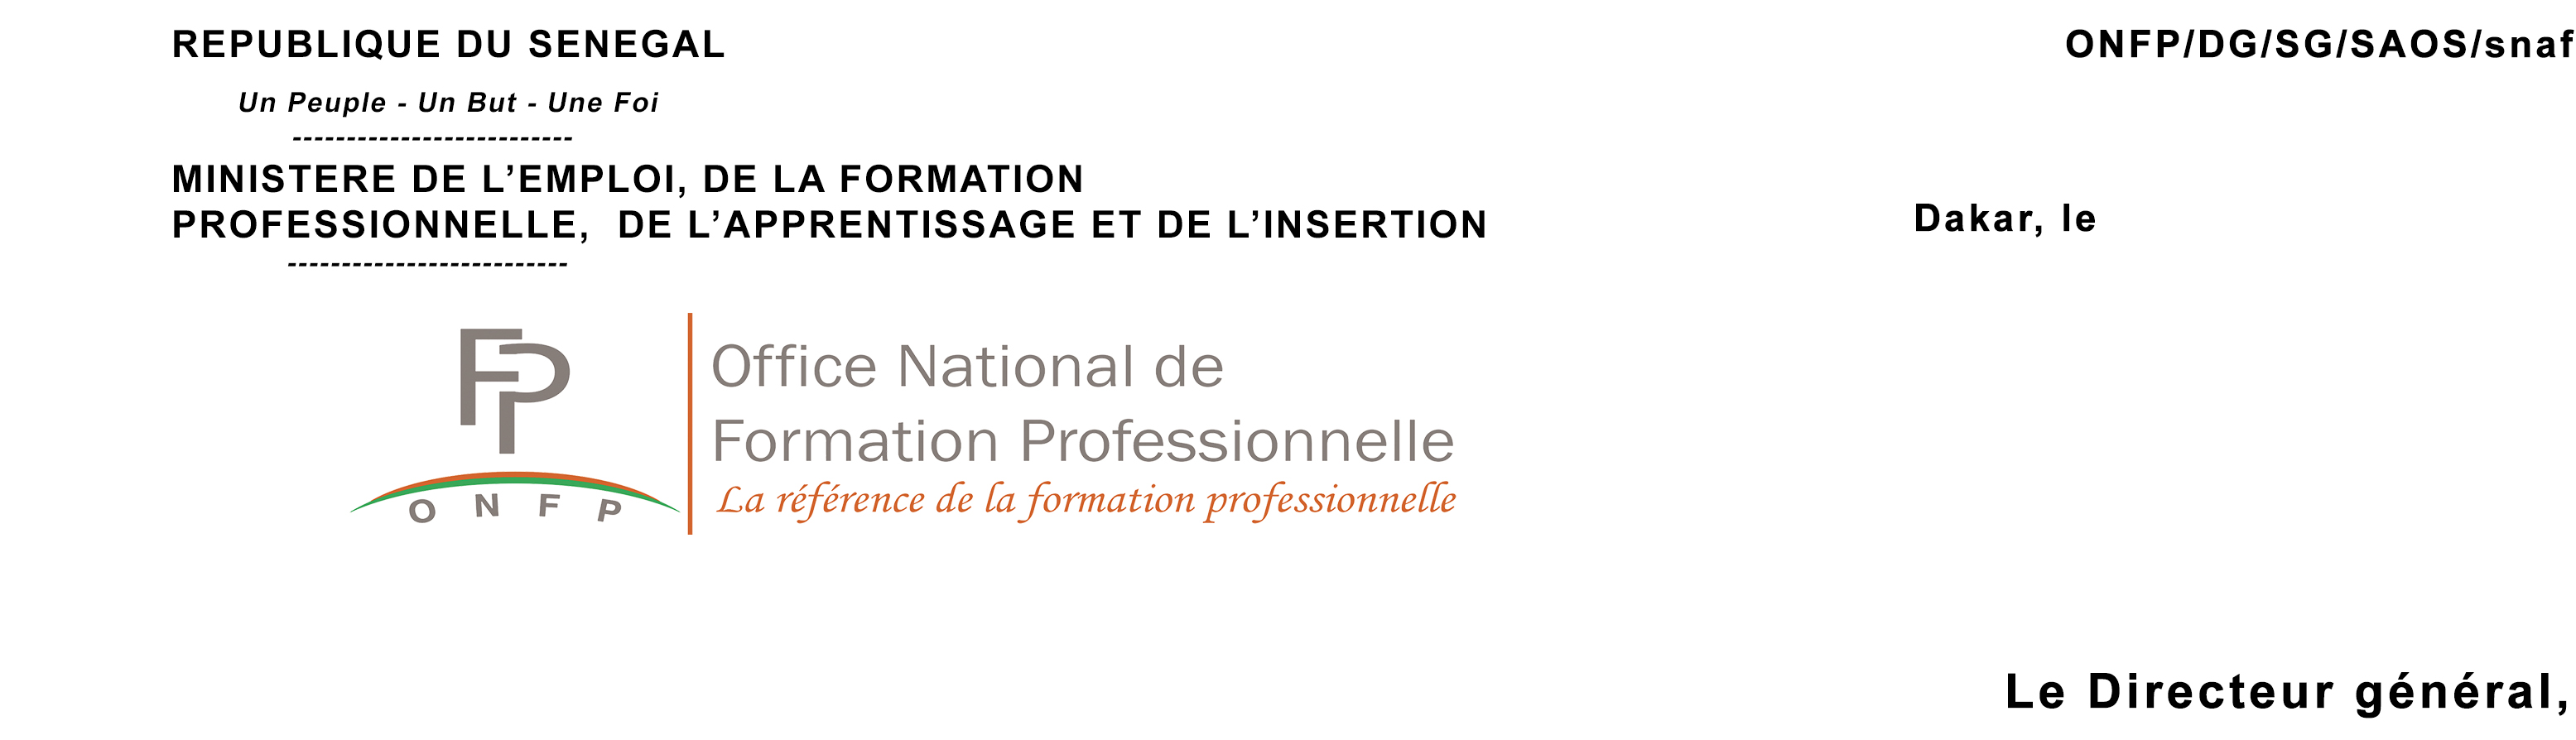 REPUBLIQUE DU SENEGAL
ONFP/DG/SG/SAOS/snaf
Un Peuple - Un But - Une Foi
--------------------------
MINISTERE DE L’EMPLOI, DE LA FORMATION
PROFESSIONNELLE, DE L’APPRENTISSAGE ET DE L’INSERTION
Dakar, le
--------------------------
FP
O N F P
Office National de
Formation Professionnelle
La référence de la formation professionnelle
Le Directeur général,